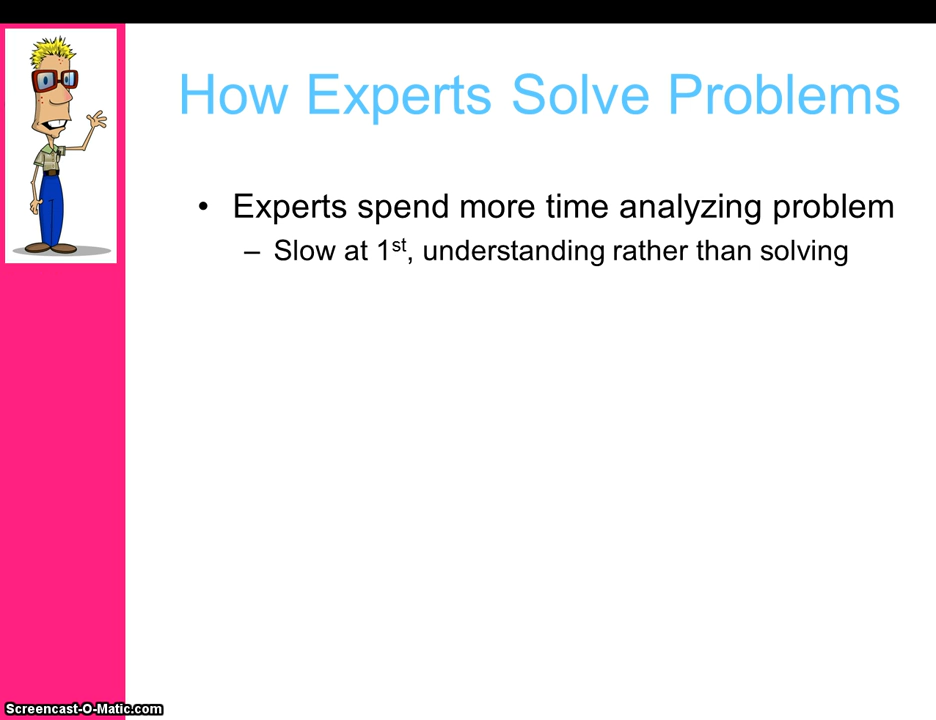 How Experts Solve Problems
• Experts spend more time analyzing problem
– Slow at 1st, understanding rather than solving
Screencast-O-Matic.com